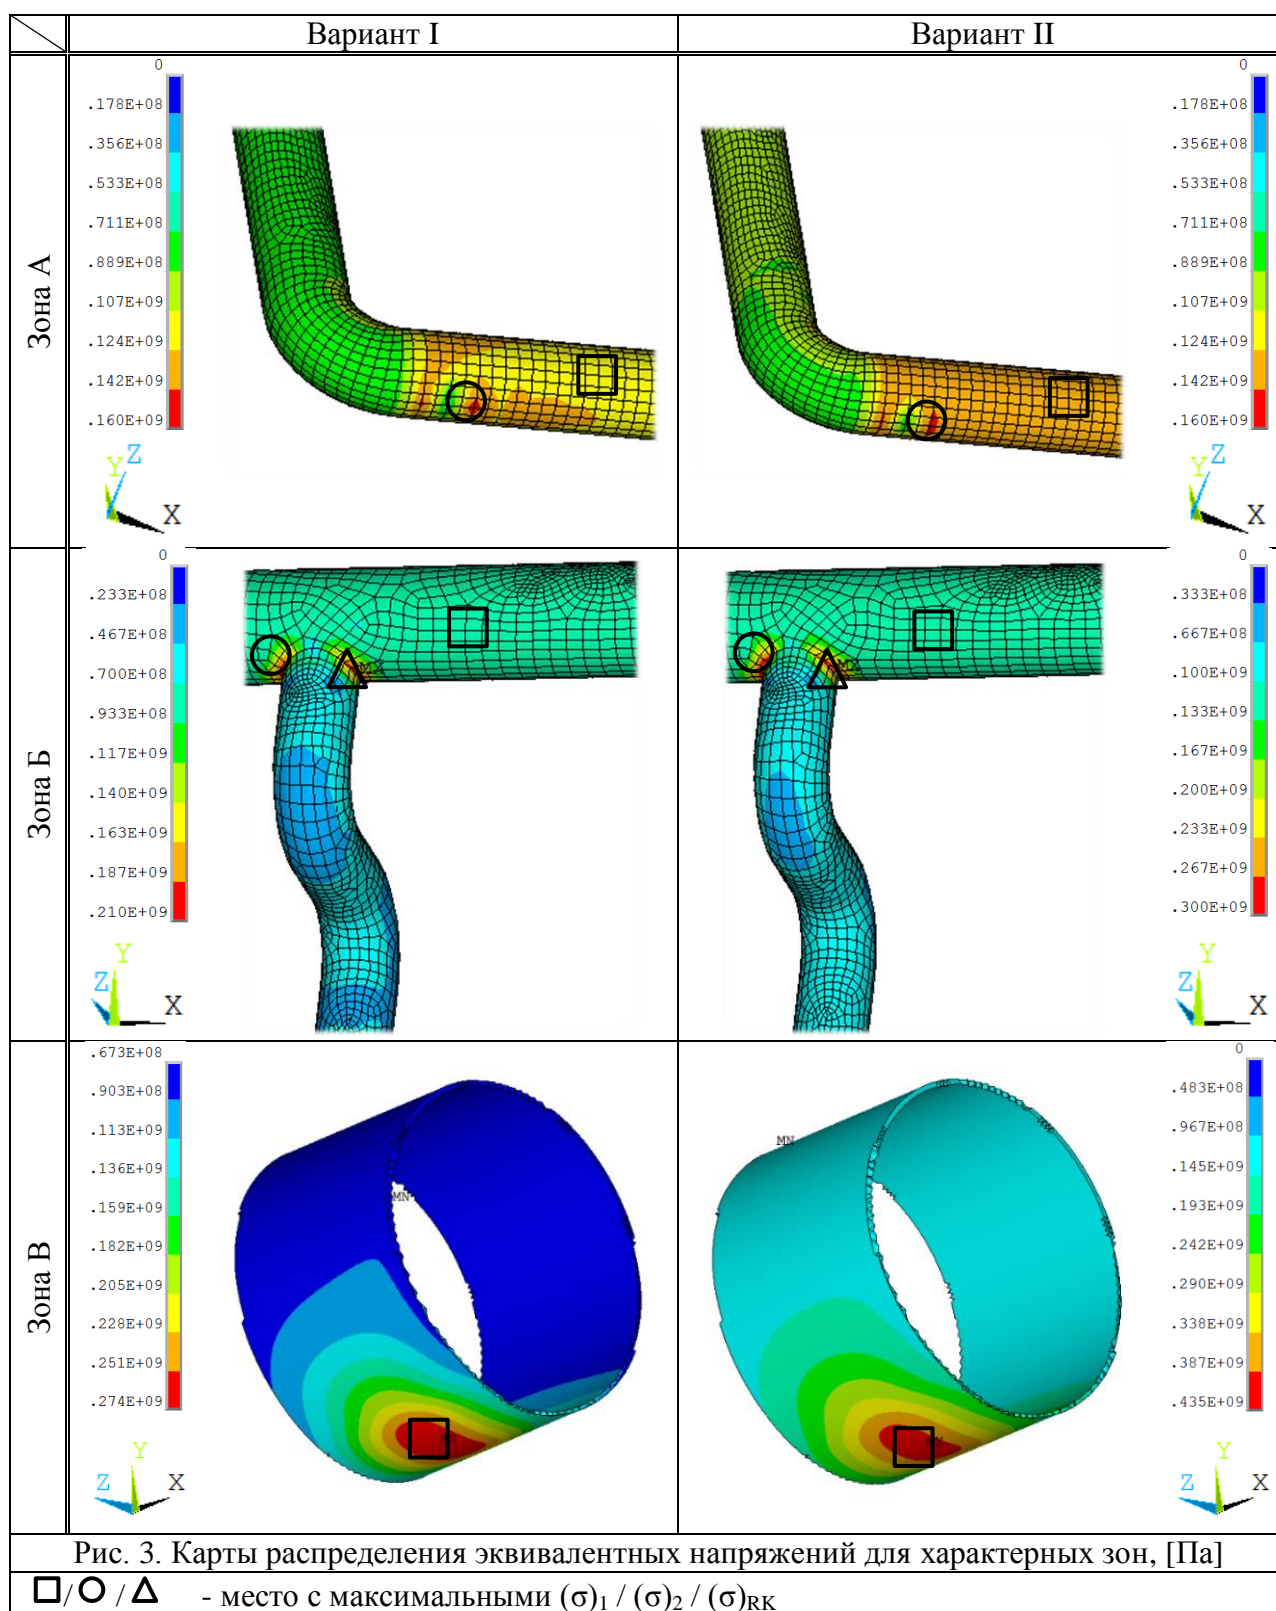 Вариант I
Вариант II
Зона А
0
.178E+08
.356E+08
.533E+08
.711E+08
.889E+08
.107E+09
.124E+09
.142E+09
.160E+09
Y
Z
X
0
.178E+08
.356E+08
.533E+08
.711E+08
.889E+08
.107E+09
.124E+09
.142E+09
.160E+09
Y
Z
X
Зона Б
0
.233E+08
.467E+08
.700E+08
.933E+08
.117E+09
.140E+09
.163E+09
.187E+09
.210E+09
Y
Z
X
MX
0
.333E+08
.667E+08
.100E+09
.133E+09
.167E+09
.200E+09
.233E+09
.267E+09
.300E+09
Y
Z
X
MX
Зона В
.673E+08
.903E+08
.113E+09
.136E+09
.159E+09
.182E+09
.205E+09
.228E+09
.251E+09
.274E+09
Y
Z
X
MN
MX
0
.483E+08
.967E+08
.145E+09
.193E+09
.242E+09
.290E+09
.338E+09
.387E+09
.435E+09
Y
Z
X
MN
MX
Рис. 3. Карты распределения эквивалентных напряжений для характерных зон, [Па]
□/○/△ - место с максимальными (σ)₁ / (σ)₂ / (σ)RK